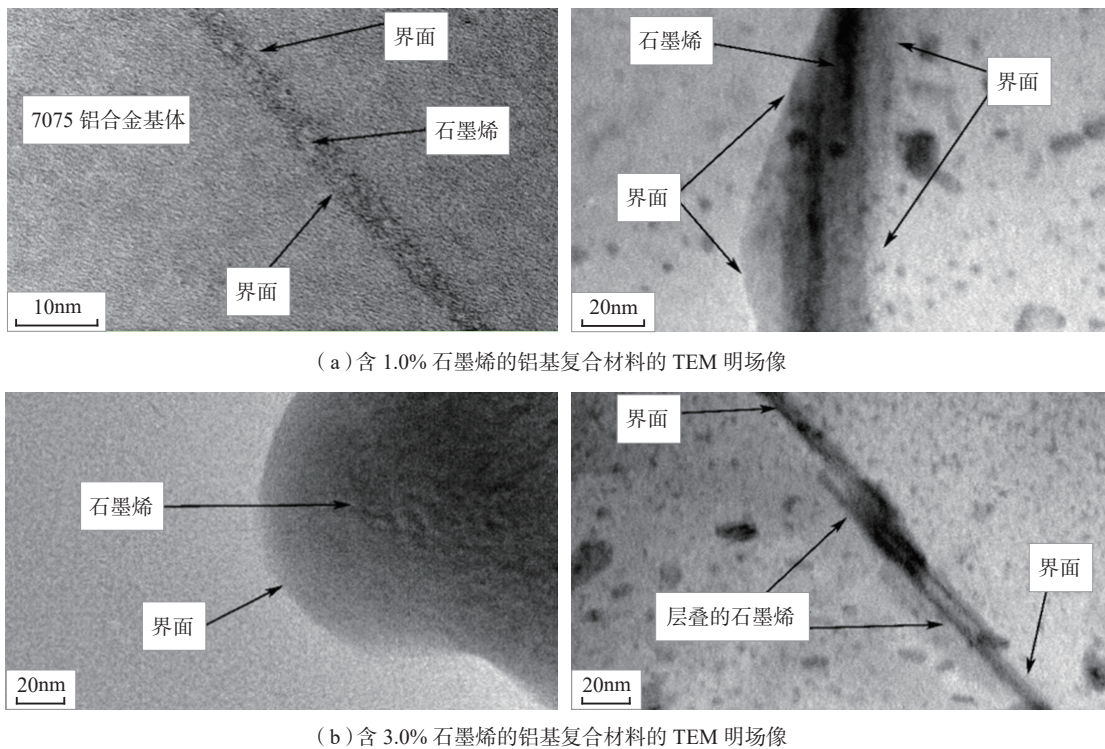 界面
7075 铝合金基体
石墨烯
界面
10nm
石墨烯
界面
界面
20nm
（a）含 1.0% 石墨烯的铝基复合材料的 TEM 明场像
石墨烯
界面
20nm
界面
层叠的石墨烯
界面
20nm
（b）含 3.0% 石墨烯的铝基复合材料的 TEM 明场像